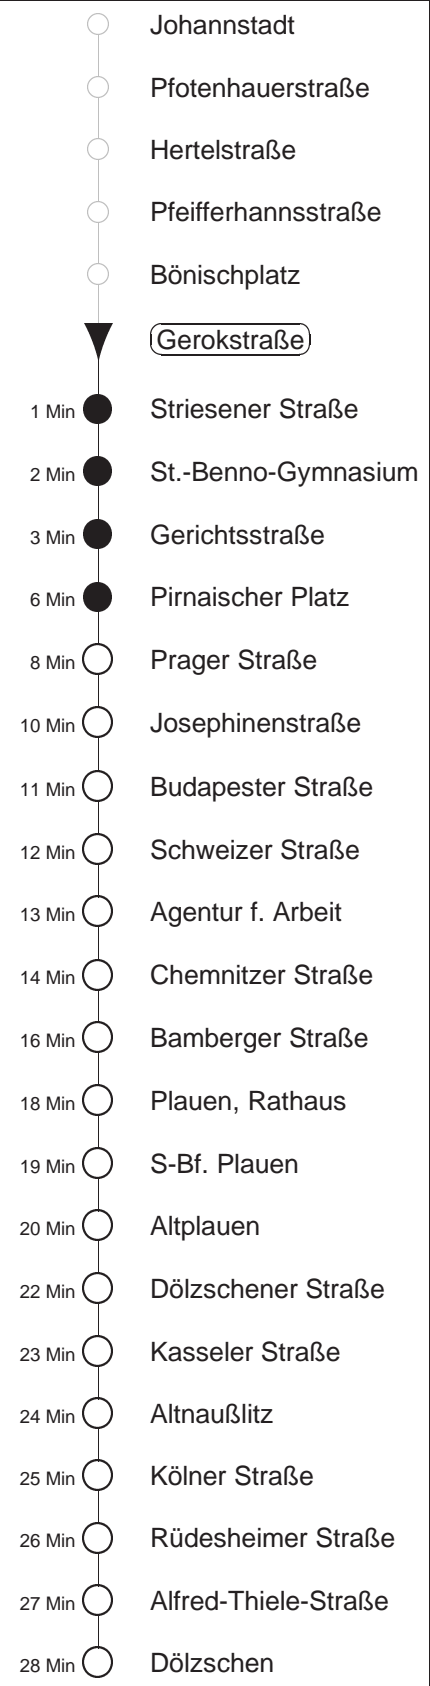 Johannstadt
Pfotenhauerstraße
Hertelstraße
Pfeifferhannsstraße
Bönischplatz
Gerokstraße
1 Min Striesener Straße
2 Min St.-Benno-Gymnasium
3 Min Gerichtsstraße
6 Min Pirnaischer Platz
8 Min Prager Straße
10 Min Josephinenstraße
11 Min Budapester Straße
12 Min Schweizer Straße
13 Min Agentur f. Arbeit
14 Min Chemnitzer Straße
16 Min Bamberger Straße
18 Min Plauen, Rathaus
19 Min S-Bf. Plauen
20 Min Altplauen
22 Min Dölzschener Straße
23 Min Kasseler Straße
24 Min Altnaußlitz
25 Min Kölner Straße
26 Min Rüdesheimer Straße
27 Min Alfred-Thiele-Straße
28 Min Dölzschen